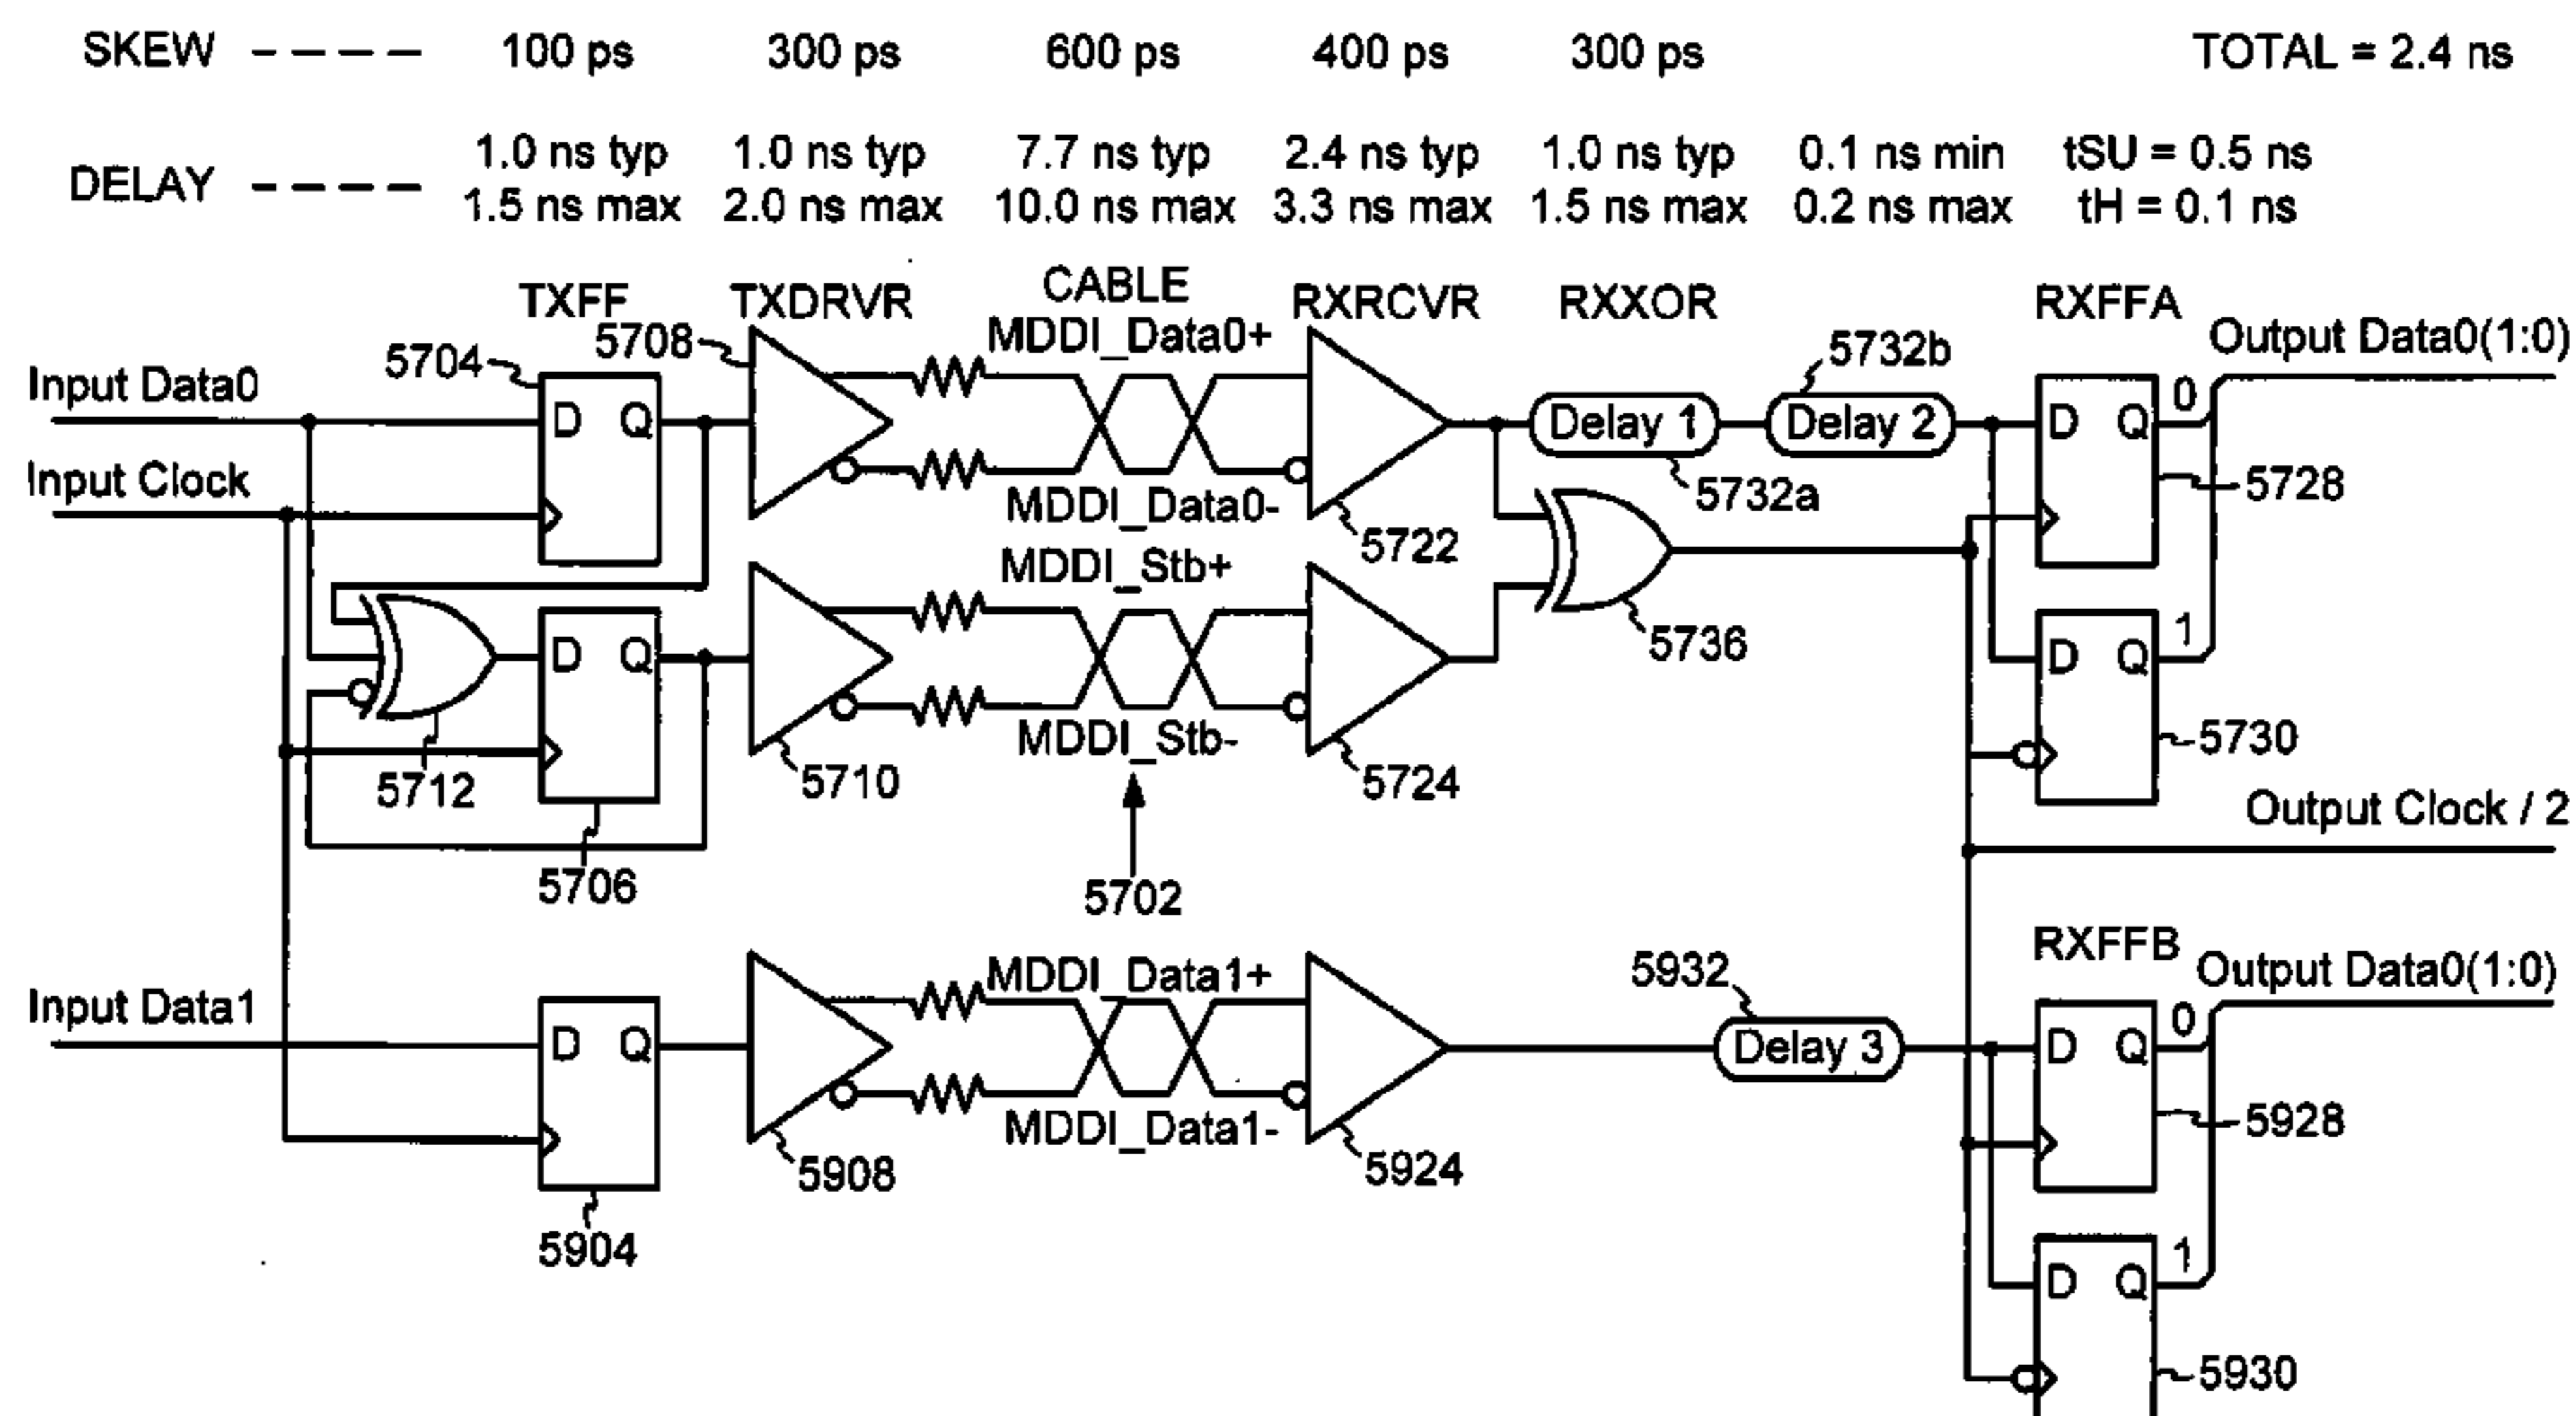 SKEW ---- 100 ps 300 ps 600 ps 400 ps 300 ps TOTAL = 2.4 ns
1.0 ns typ 1.0 ns typ 7.7 ns typ 2.4 ns typ 1.0 ns typ 0.1 ns min tSU = 0.5 ns
DELAY ----
1.5 ns max 2.0 ns max 10.0 ns max 3.3 ns max 1.5 ns max 0.2 ns max tH = 0.1 ns
TXFF TXDRVR CABLE RXRCVR RXXOR RXFFA
5704 5708 MDDI_Data0+ 5732b Output Data0(1:0)
Input Data0 D Q Delay 1 Delay 2 D Q 0
Input Clock MDDI_Data0- 5722 5732a 5728
MDDI_Stb+
D Q 5736 D Q 1
5712 5710 MDDI_Stb- 5724 5730
5706 5702 Output Clock / 2
RXFFB
Input Data1 MDDI_Data1+ 5932 Output Data0(1:0)
D Q Delay 3 D Q 0
5908 MDDI_Data1- 5924 5928
5904
D Q 1
5930